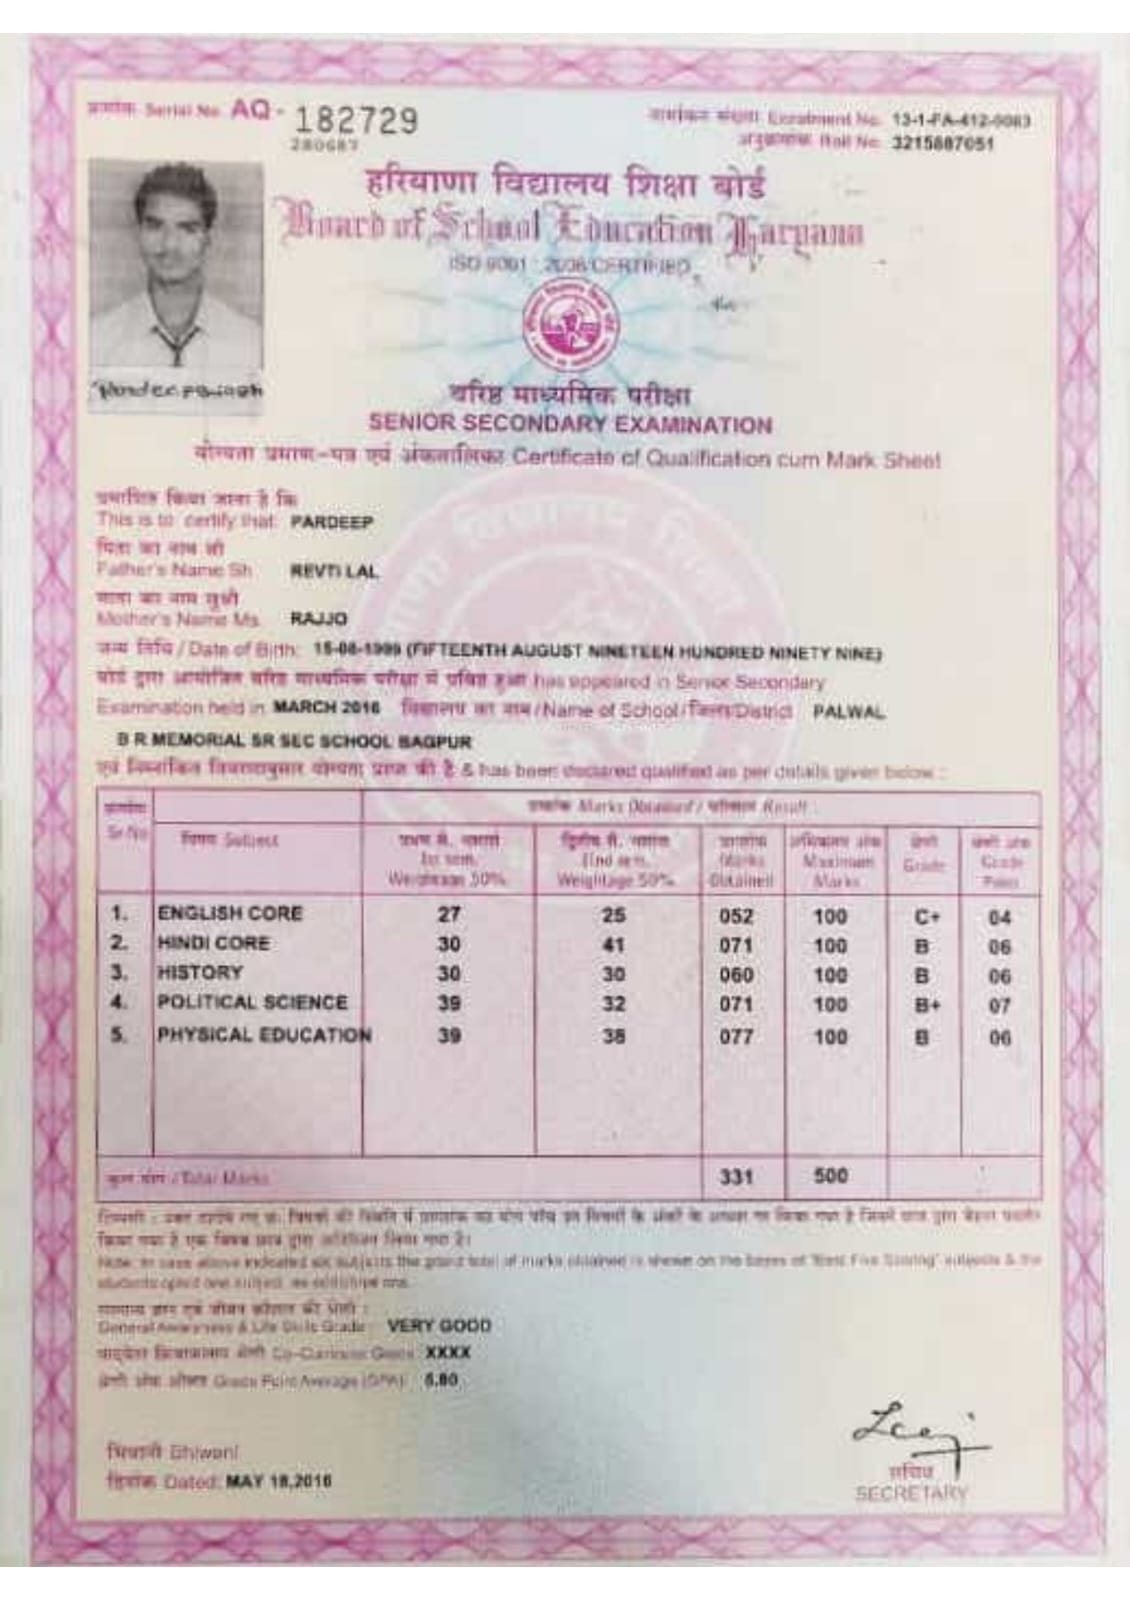 क्रमांक Serial No. AQ - 182729
280687
नामांकन संख्या Enrolment No. 13-1-FA-412-0083
अनुक्रमांक Roll No. 3215887051
हरियाणा विद्यालय शिक्षा बोर्ड
Board of School Education Haryana
ISO 9001 : 2008 CERTIFIED
वरिष्ठ माध्यमिक परीक्षा
SENIOR SECONDARY EXAMINATION
योग्यता प्रमाण-पत्र एवं अंकतालिका Certificate of Qualification cum Mark Sheet
प्रमाणित किया जाता है कि
This is to certify that PARDEEP
पिता का नाम श्री
Father's Name Sh. REVTI LAL
माता का नाम सुश्री
Mother's Name Ms. RAJJO
जन्म तिथि / Date of Birth: 15-08-1999 (FIFTEENTH AUGUST NINETEEN HUNDRED NINETY NINE)
बोर्ड द्वारा आयोजित वरिष्ठ माध्यमिक परीक्षा में प्रविष्ट हुआ has appeared in Senior Secondary
Examination held in MARCH 2016 विद्यालय का नाम/Name of School/जिला/District PALWAL
B R MEMORIAL SR SEC SCHOOL BAGPUR
एवं निम्नांकित विवरणानुसार योग्यता प्राप्त की है & has been declared qualified as per details given below :
क्रमांक प्राप्तांक Marks Obtained / परिणाम Result
Sr.No. विषय Subject प्रथम सै. Ist sem. Weightage 50% द्वितीय सै. IInd sem. Weightage 50% प्राप्तांक Marks Obtained अधिकतम अंक Maximum Marks श्रेणी Grade श्रेणी अंक Grade Point
1. ENGLISH CORE 27 25 052 100 C+ 04
2. HINDI CORE 30 41 071 100 B 06
3. HISTORY 30 30 060 100 B 06
4. POLITICAL SCIENCE 39 32 071 100 B+ 07
5. PHYSICAL EDUCATION 39 38 077 100 B 06
कुल योग / Total Marks 331 500
Note: In case above indicated six subjects the grand total of marks obtained is shown on the bases of 'Best Five Scoring' subjects & the
students opted one subject as additional one.
सामान्य ज्ञान एवं जीवन कौशल की श्रेणी :
General Awareness & Life Skills Grade VERY GOOD
श्रेणी Co-Curricular Grade XXXX
श्रेणी अंक औसत Grade Point Average (GPA) 5.80
भिवानी Bhiwani
दिनांक Dated: MAY 18,2016
सचिव
SECRETARY